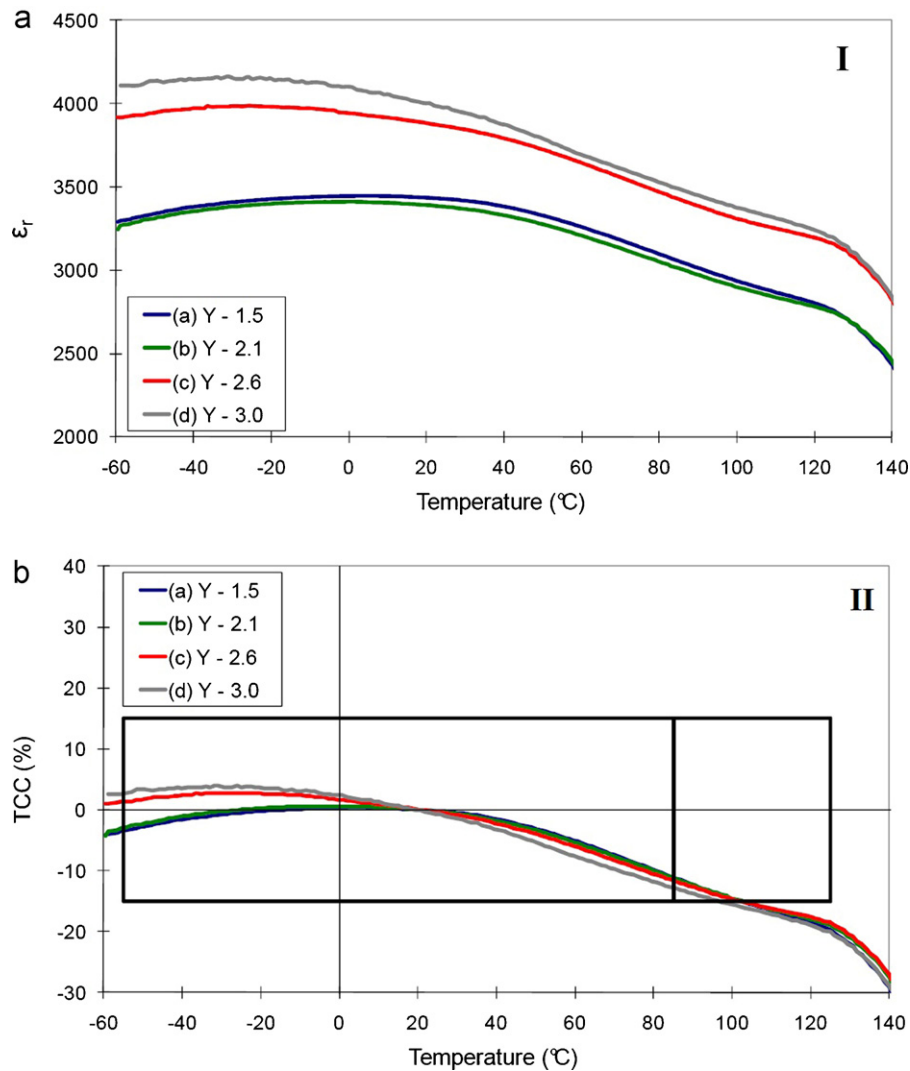 a
I
4500
4000
3500
3000
2500
2000
εr
(a) Y - 1.5
(b) Y - 2.1
(c) Y - 2.6
(d) Y - 3.0
-60 -40 -20 0 20 40 60 80 100 120 140
Temperature (°C)
b
II
40
30
20
10
0
-10
-20
-30
TCC (%)
(a) Y - 1.5
(b) Y - 2.1
(c) Y - 2.6
(d) Y - 3.0
-60 -40 -20 0 20 40 60 80 100 120 140
Temperature (°C)